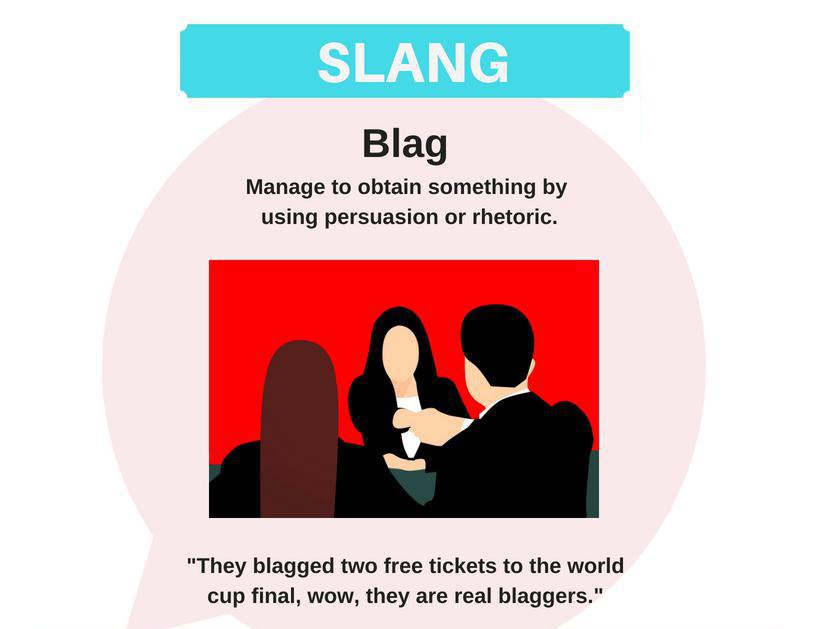 SLANG
Blag
Manage to obtain something by
using persuasion or rhetoric.
"They blagged two free tickets to the world
cup final, wow, they are real blaggers."